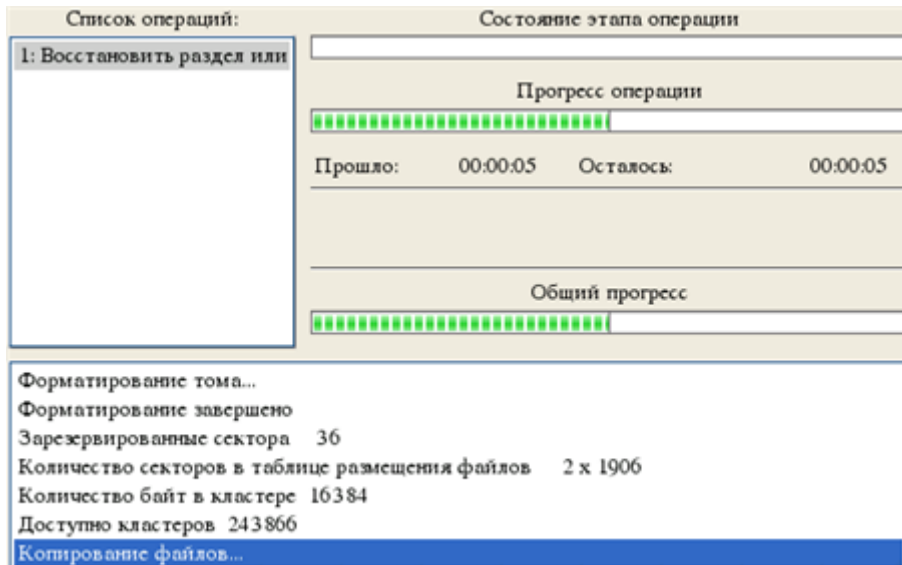 Список операций:
1: Восстановить раздел или
Состояние этапа операции
Прогресс операции
Прошло: 00:00:05 Осталось: 00:00:05
Общий прогресс
Форматирование тома...
Форматирование завершено
Зарезервированные сектора 36
Количество секторов в таблице размещения файлов 2 x 1906
Количество байт в кластере 16384
Доступно кластеров 243866
Копирование файлов...